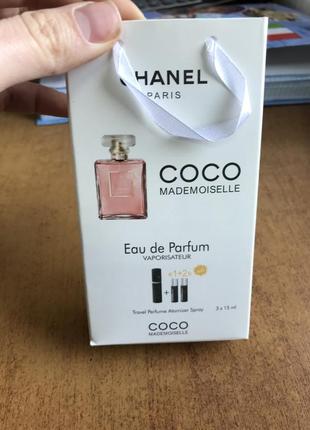 CHANEL
PARIS
COCO
MADEMOISELLE
Eau de Parfum
VAPORISATEUR
«1+2»
+
Travel Perfume Atomizer Spray
3 x 15 ml
COCO
MADEMOISELLE